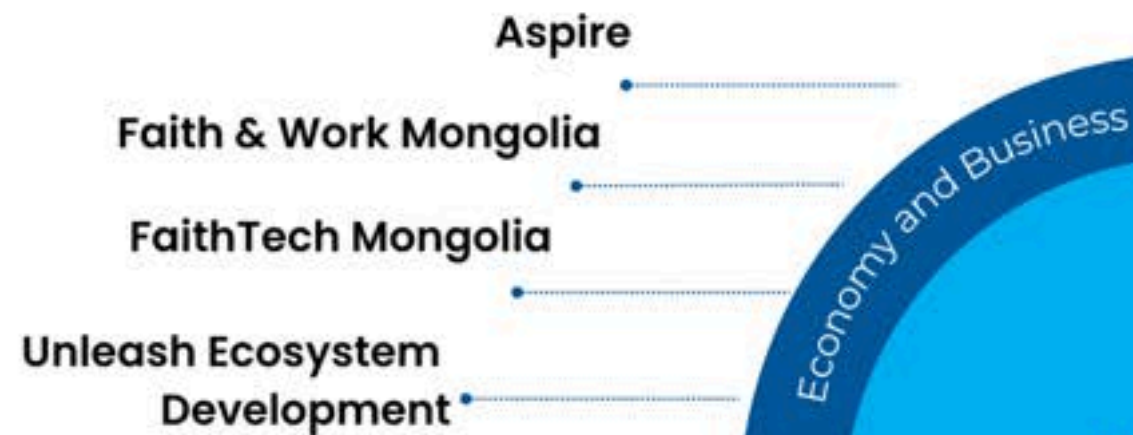 Aspire
Faith & Work Mongolia
FaithTech Mongolia
Unleash Ecosystem
Development
Economy and Business